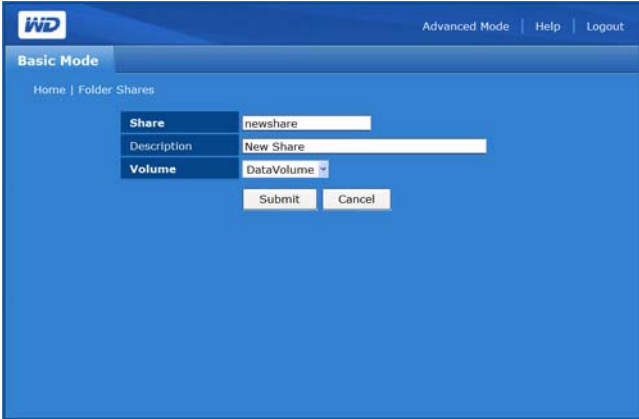 WD
Advanced Mode | Help | Logout
Basic Mode
Home | Folder Shares
Share newshare
Description New Share
Volume DataVolume
Submit Cancel